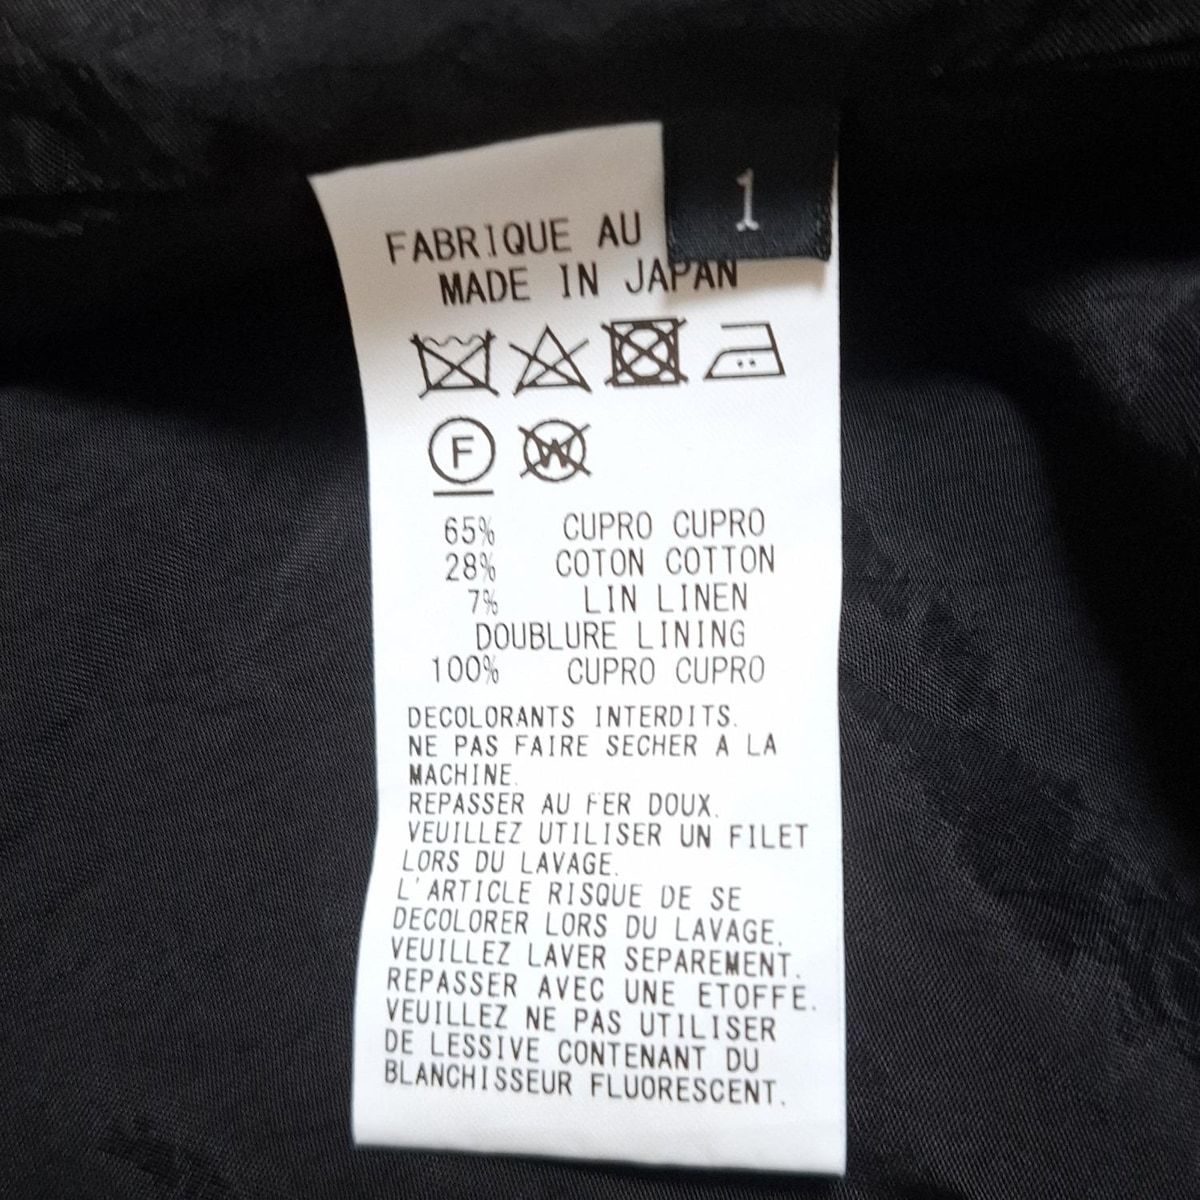 1
FABRIQUE AU
MADE IN JAPAN
F
W
65% CUPRO CUPRO
28% COTON COTTON
7% LIN LINEN
DOUBLURE LINING
100% CUPRO CUPRO
DECOLORANTS INTERDITS.
NE PAS FAIRE SECHER A LA
MACHINE.
REPASSER AU FER DOUX.
VEUILLEZ UTILISER UN FILET
LORS DU LAVAGE.
L'ARTICLE RISQUE DE SE
DECOLORER LORS DU LAVAGE.
VEUILLEZ LAVER SEPAREMENT.
REPASSER AVEC UNE ETOFFE.
VEUILLEZ NE PAS UTILISER
DE LESSIVE CONTENANT DU
BLANCHISSEUR FLUORESCENT.